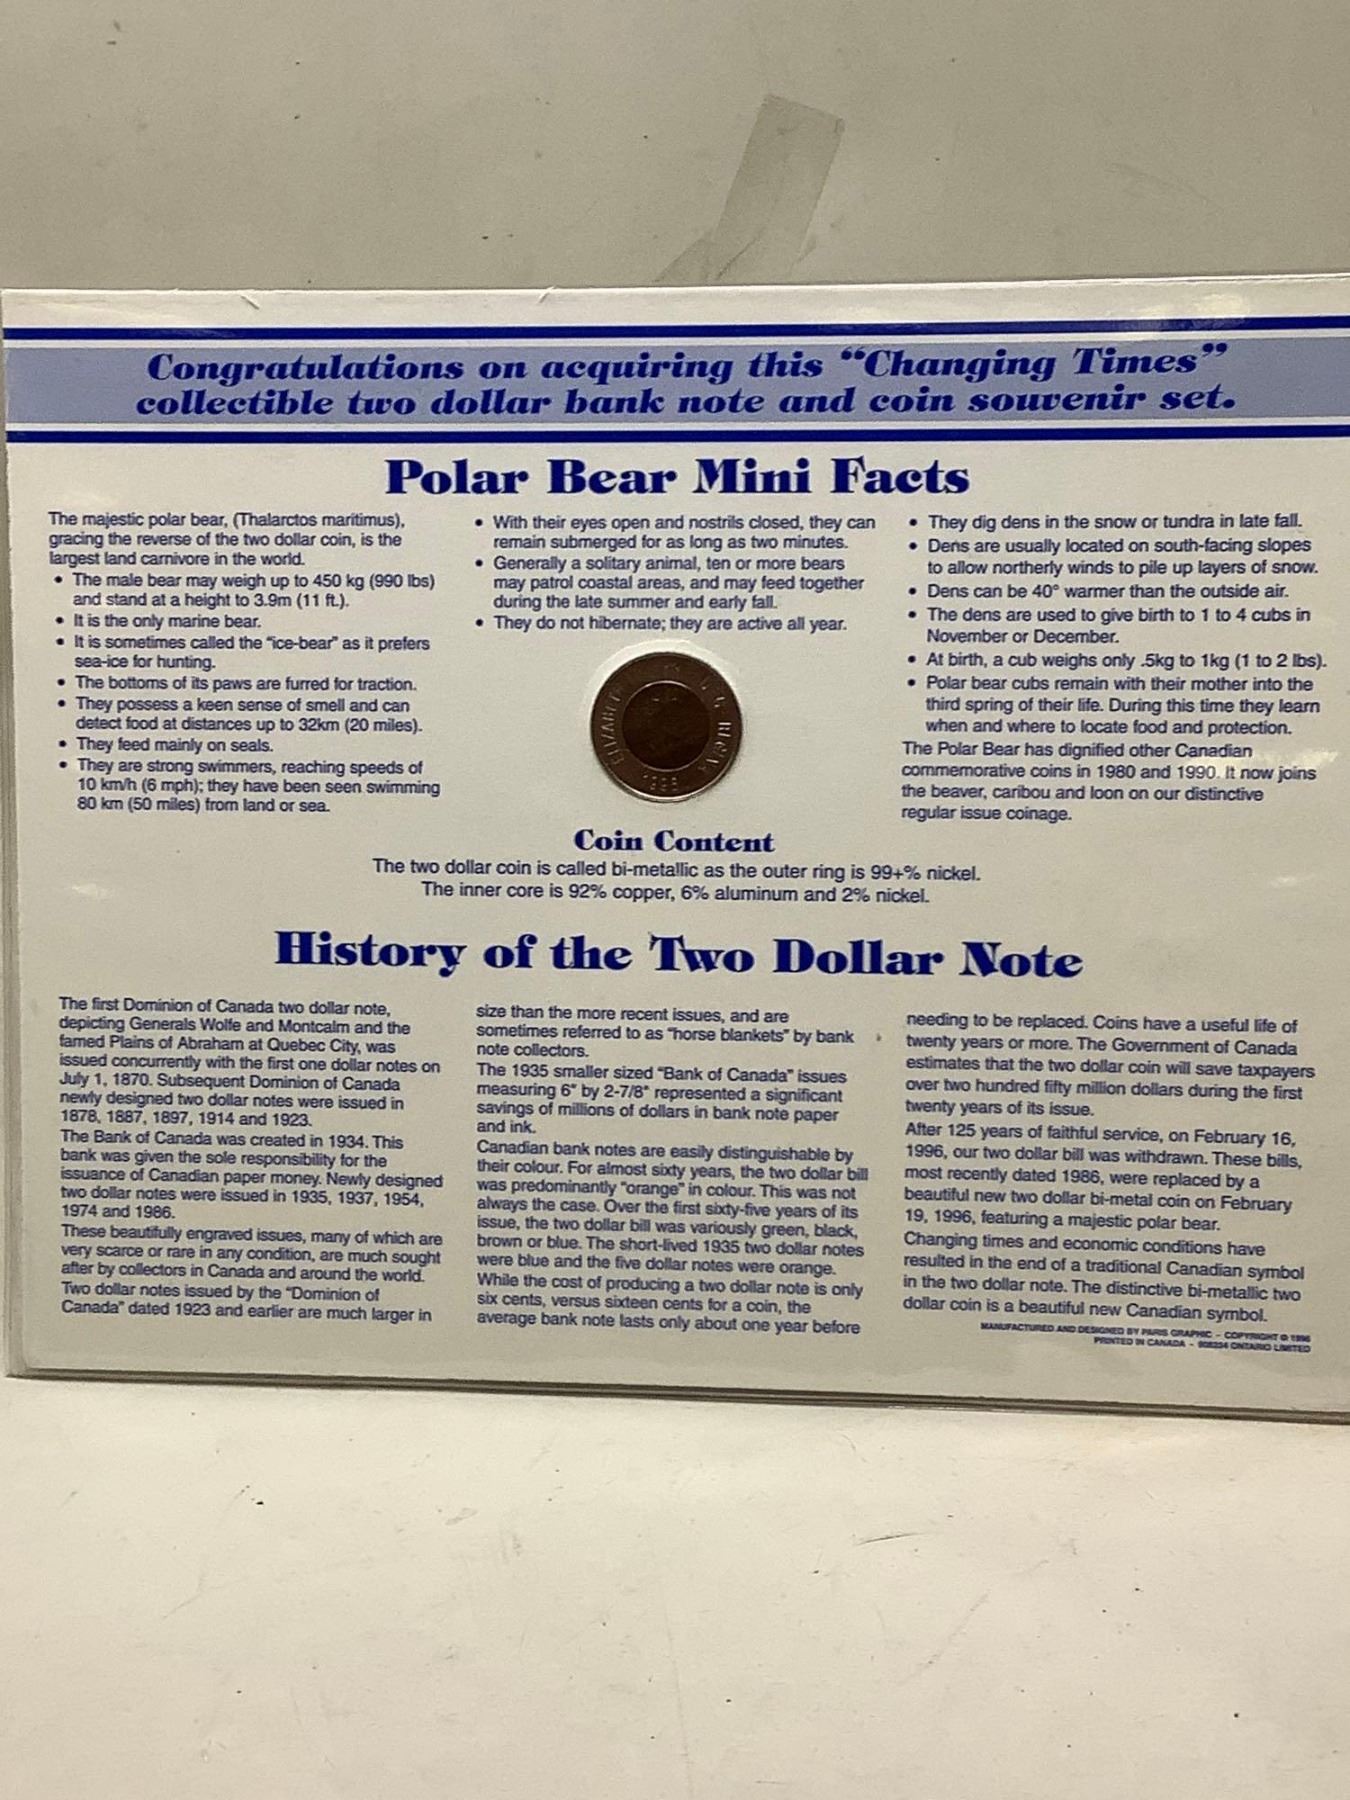 Congratulations on acquiring this “Changing Times”
collectible two dollar bank note and coin souvenir set.
Polar Bear Mini Facts
The majestic polar bear, (Thalarctos maritimus),
gracing the reverse of the two dollar coin, is the
largest land carnivore in the world.
• The male bear may weigh up to 450 kg (990 lbs)
and stand at a height to 3.9m (11 ft.).
• It is the only marine bear.
• It is sometimes called the "ice-bear" as it prefers
sea-ice for hunting.
• The bottoms of its paws are furred for traction.
• They possess a keen sense of smell and can
detect food at distances up to 32km (20 miles).
• They feed mainly on seals.
• They are strong swimmers, reaching speeds of
10 km/h (6 mph); they have been seen swimming
80 km (50 miles) from land or sea.
• With their eyes open and nostrils closed, they can
remain submerged for as long as two minutes.
• Generally a solitary animal, ten or more bears
may patrol coastal areas, and may feed together
during the late summer and early fall.
• They do not hibernate; they are active all year.
• They dig dens in the snow or tundra in late fall.
• Dens are usually located on south-facing slopes
to allow northerly winds to pile up layers of snow.
• Dens can be 40° warmer than the outside air.
• The dens are used to give birth to 1 to 4 cubs in
November or December.
• At birth, a cub weighs only .5kg to 1kg (1 to 2 lbs).
• Polar bear cubs remain with their mother into the
third spring of their life. During this time they learn
when and where to locate food and protection.
The Polar Bear has dignified other Canadian
commemorative coins in 1980 and 1990. It now joins
the beaver, caribou and loon on our distinctive
regular issue coinage.
ELIZABETH II D. G. REGINA
1996
Coin Content
The two dollar coin is called bi-metallic as the outer ring is 99+% nickel.
The inner core is 92% copper, 6% aluminum and 2% nickel.
History of the Two Dollar Note
The first Dominion of Canada two dollar note,
depicting Generals Wolfe and Montcalm and the
famed Plains of Abraham at Quebec City, was
issued concurrently with the first one dollar notes on
July 1, 1870. Subsequent Dominion of Canada
newly designed two dollar notes were issued in
1878, 1887, 1897, 1914 and 1923.
The Bank of Canada was created in 1934. This
bank was given the sole responsibility for the
issuance of Canadian paper money. Newly designed
two dollar notes were issued in 1935, 1937, 1954,
1974 and 1986.
These beautifully engraved issues, many of which are
very scarce or rare in any condition, are much sought
after by collectors in Canada and around the world.
Two dollar notes issued by the "Dominion of
Canada" dated 1923 and earlier are much larger in
size than the more recent issues, and are
sometimes referred to as "horse blankets" by bank
note collectors.
The 1935 smaller sized "Bank of Canada" issues
measuring 6" by 2-7/8" represented a significant
savings of millions of dollars in bank note paper
and ink.
Canadian bank notes are easily distinguishable by
their colour. For almost sixty years, the two dollar bill
was predominantly "orange" in colour. This was not
always the case. Over the first sixty-five years of its
issue, the two dollar bill was variously green, black,
brown or blue. The short-lived 1935 two dollar notes
were blue and the five dollar notes were orange.
While the cost of producing a two dollar note is only
six cents, versus sixteen cents for a coin, the
average bank note lasts only about one year before
needing to be replaced. Coins have a useful life of
twenty years or more. The Government of Canada
estimates that the two dollar coin will save taxpayers
over two hundred fifty million dollars during the first
twenty years of its issue.
After 125 years of faithful service, on February 16,
1996, our two dollar bill was withdrawn. These bills,
most recently dated 1986, were replaced by a
beautiful new two dollar bi-metal coin on February
19, 1996, featuring a majestic polar bear.
Changing times and economic conditions have
resulted in the end of a traditional Canadian symbol
in the two dollar note. The distinctive bi-metallic two
dollar coin is a beautiful new Canadian symbol.
MANUFACTURED AND DESIGNED BY PARIS GRAPHIC - COPYRIGHT © 1996
PRINTED IN CANADA - 908234 ONTARIO LIMITED